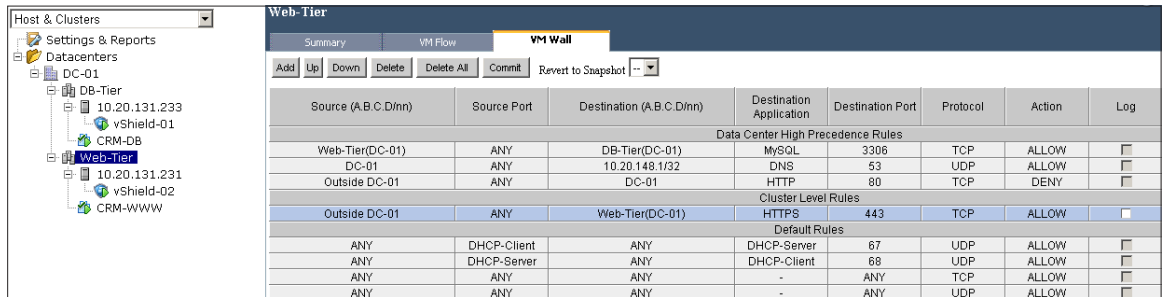 Host & Clusters
Settings & Reports
Datacenters
DC-01
DB-Tier
10.20.131.233
vShield-01
CRM-DB
Web-Tier
10.20.131.231
vShield-02
CRM-WWW
Web-Tier
Summary VM Flow VM Wall
Add Up Down Delete Delete All Commit Revert to Snapshot --
Source (A.B.C.D/nn) Source Port Destination (A.B.C.D/nn) Destination Application Destination Port Protocol Action Log
Data Center High Precedence Rules
Web-Tier(DC-01) ANY DB-Tier(DC-01) MySQL 3306 TCP ALLOW
DC-01 ANY 10.20.148.1/32 DNS 53 UDP ALLOW
Outside DC-01 ANY DC-01 HTTP 80 TCP DENY
Cluster Level Rules
Outside DC-01 ANY Web-Tier(DC-01) HTTPS 443 TCP ALLOW
Default Rules
ANY DHCP-Client ANY DHCP-Server 67 UDP ALLOW
ANY DHCP-Server ANY DHCP-Client 68 UDP ALLOW
ANY ANY ANY - ANY TCP ALLOW
ANY ANY ANY - ANY UDP ALLOW